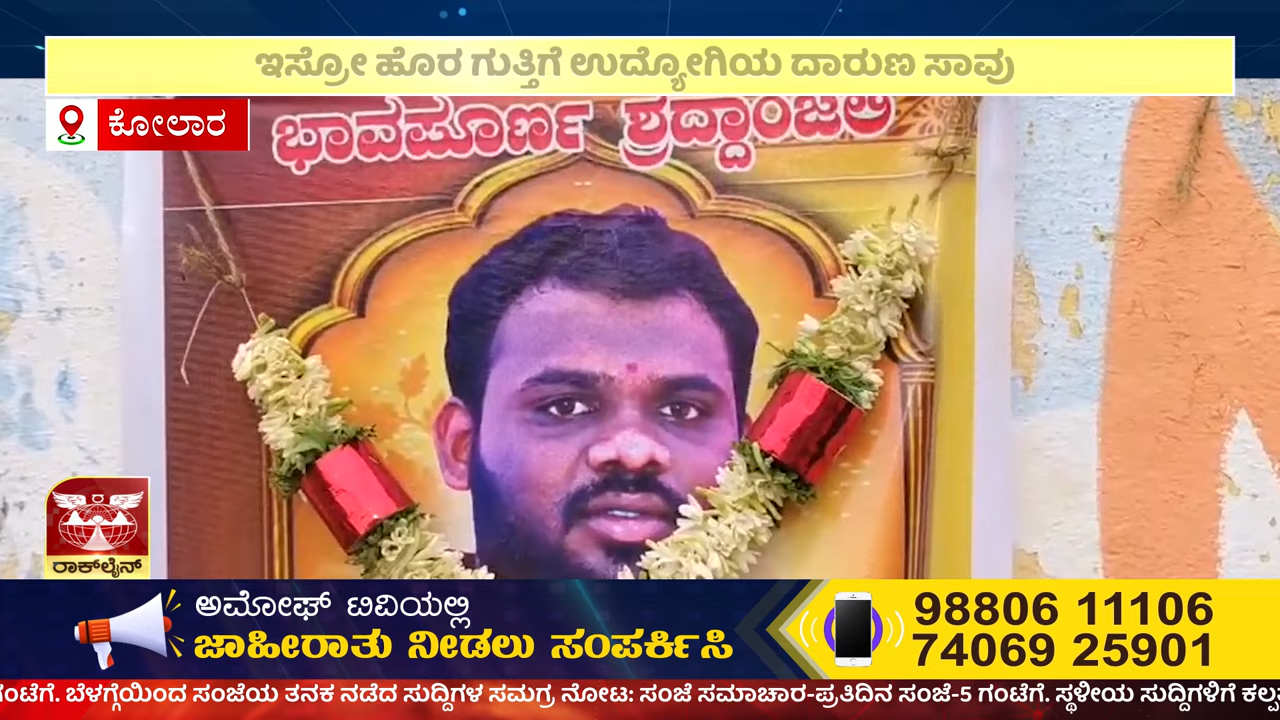 ಇಸ್ರೋ ಹೊರ ಗುತ್ತಿಗೆ ಉದ್ಯೋಗಿಯ ದಾರುಣ ಸಾವು
ಕೋಲಾರ
ಭಾವಪೂರ್ಣ ಶ್ರದ್ದಾಂಜಲಿ
ರಾಕ್‌ಲೈನ್
ಅಮೋಘ್ ಟಿವಿಯಲ್ಲಿ
ಜಾಹೀರಾತು ನೀಡಲು ಸಂಪರ್ಕಿಸಿ
98806 11106
74069 25901
ಗಂಟೆಗೆ. ಬೆಳಗ್ಗೆಯಿಂದ ಸಂಜೆಯ ತನಕ ನಡೆದ ಸುದ್ದಿಗಳ ಸಮಗ್ರ ನೋಟ: ಸಂಜೆ ಸಮಾಚಾರ-ಪ್ರತಿದಿನ ಸಂಜೆ-5 ಗಂಟೆಗೆ. ಸ್ಥಳೀಯ ಸುದ್ದಿಗಳಿಗೆ